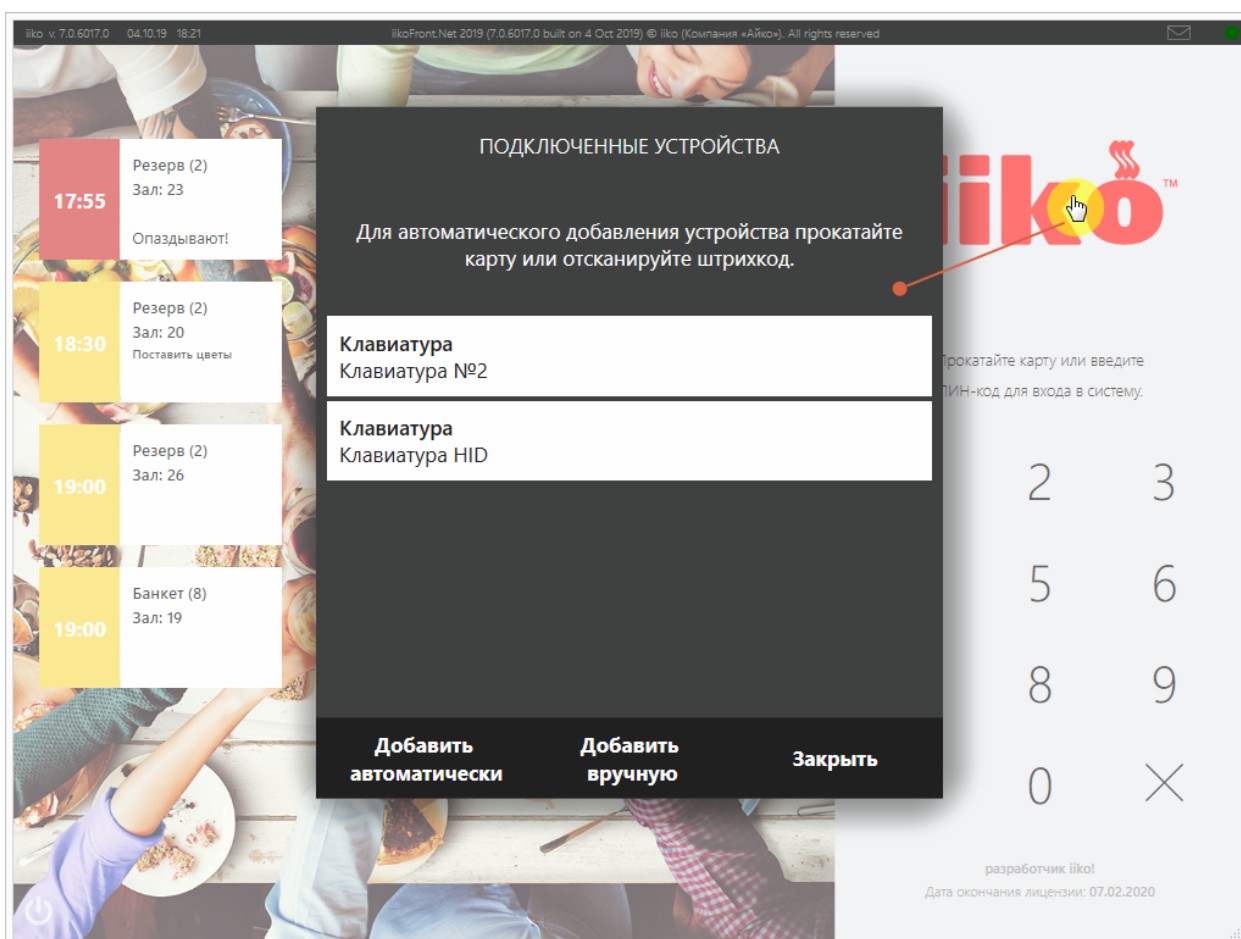 iiko v. 7.0.6017.0 04.10.19 18:21 iikoFront.Net 2019 (7.0.6017.0 built on 4 Oct 2019) © iiko (Компания «Айко»). All rights reserved
17:55
Резерв (2)
Зал: 23
Опаздывают!
18:30
Резерв (2)
Зал: 20
Поставить цветы
19:00
Резерв (2)
Зал: 26
19:00
Банкет (8)
Зал: 19
ПОДКЛЮЧЕННЫЕ УСТРОЙСТВА
Для автоматического добавления устройства прокатайте
карту или отсканируйте штрихкод.
Клавиатура
Клавиатура №2
Клавиатура
Клавиатура HID
Добавить
автоматически
Добавить
вручную
Закрыть
iiko™
карту или введите
для входа в систему.
2 3
5 6
8 9
0
разработчик iiko!
Дата окончания лицензии: 07.02.2020